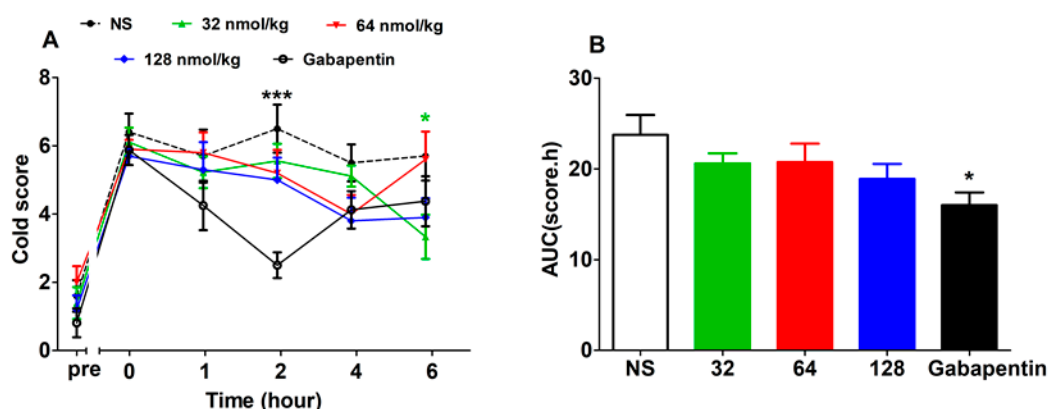 NS 32 nmol/kg 64 nmol/kg
128 nmol/kg Gabapentin
A
Cold score
8
6
4
2
0
*** *
pre 0 1 2 4 6
Time (hour)
B
AUC(score.h)
30
20
10
0
*
NS 32 64 128 Gabapentin